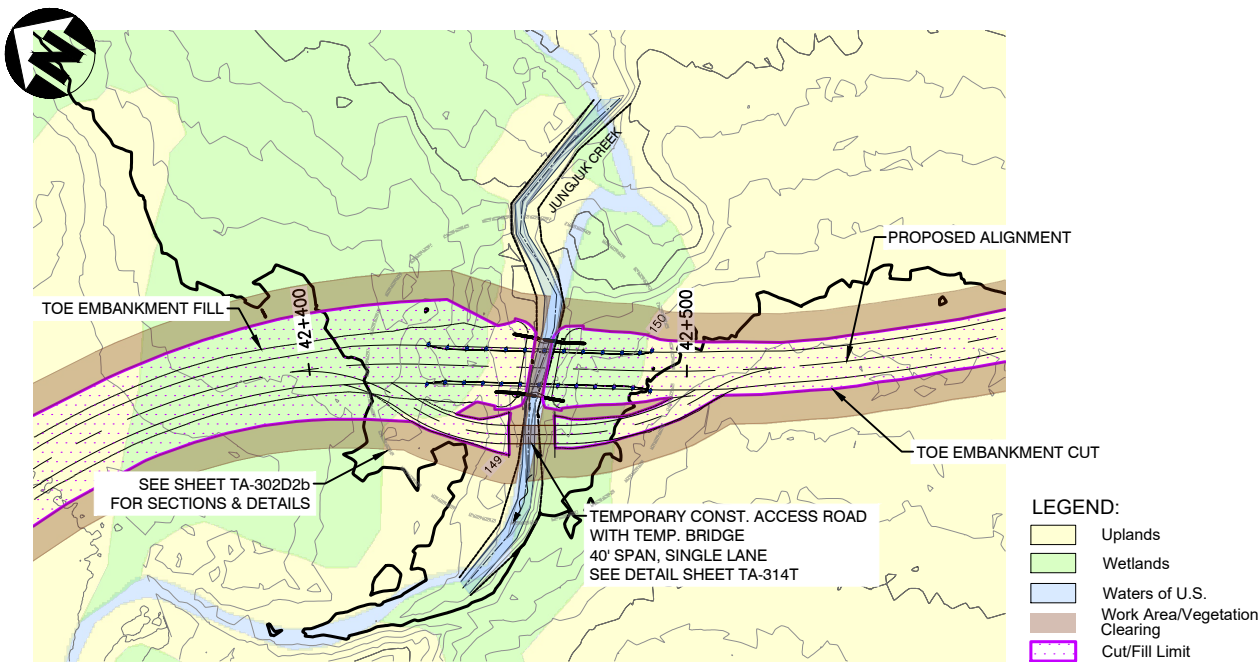 N
JUNGJUK CREEK
PROPOSED ALIGNMENT
TOE EMBANKMENT FILL
42+400
150
42+500
TOE EMBANKMENT CUT
149
SEE SHEET TA-302D2b
FOR SECTIONS & DETAILS
TEMPORARY CONST. ACCESS ROAD
WITH TEMP. BRIDGE
40' SPAN, SINGLE LANE
SEE DETAIL SHEET TA-314T
LEGEND:
Uplands
Wetlands
Waters of U.S.
Work Area/Vegetation
Clearing
Cut/Fill Limit